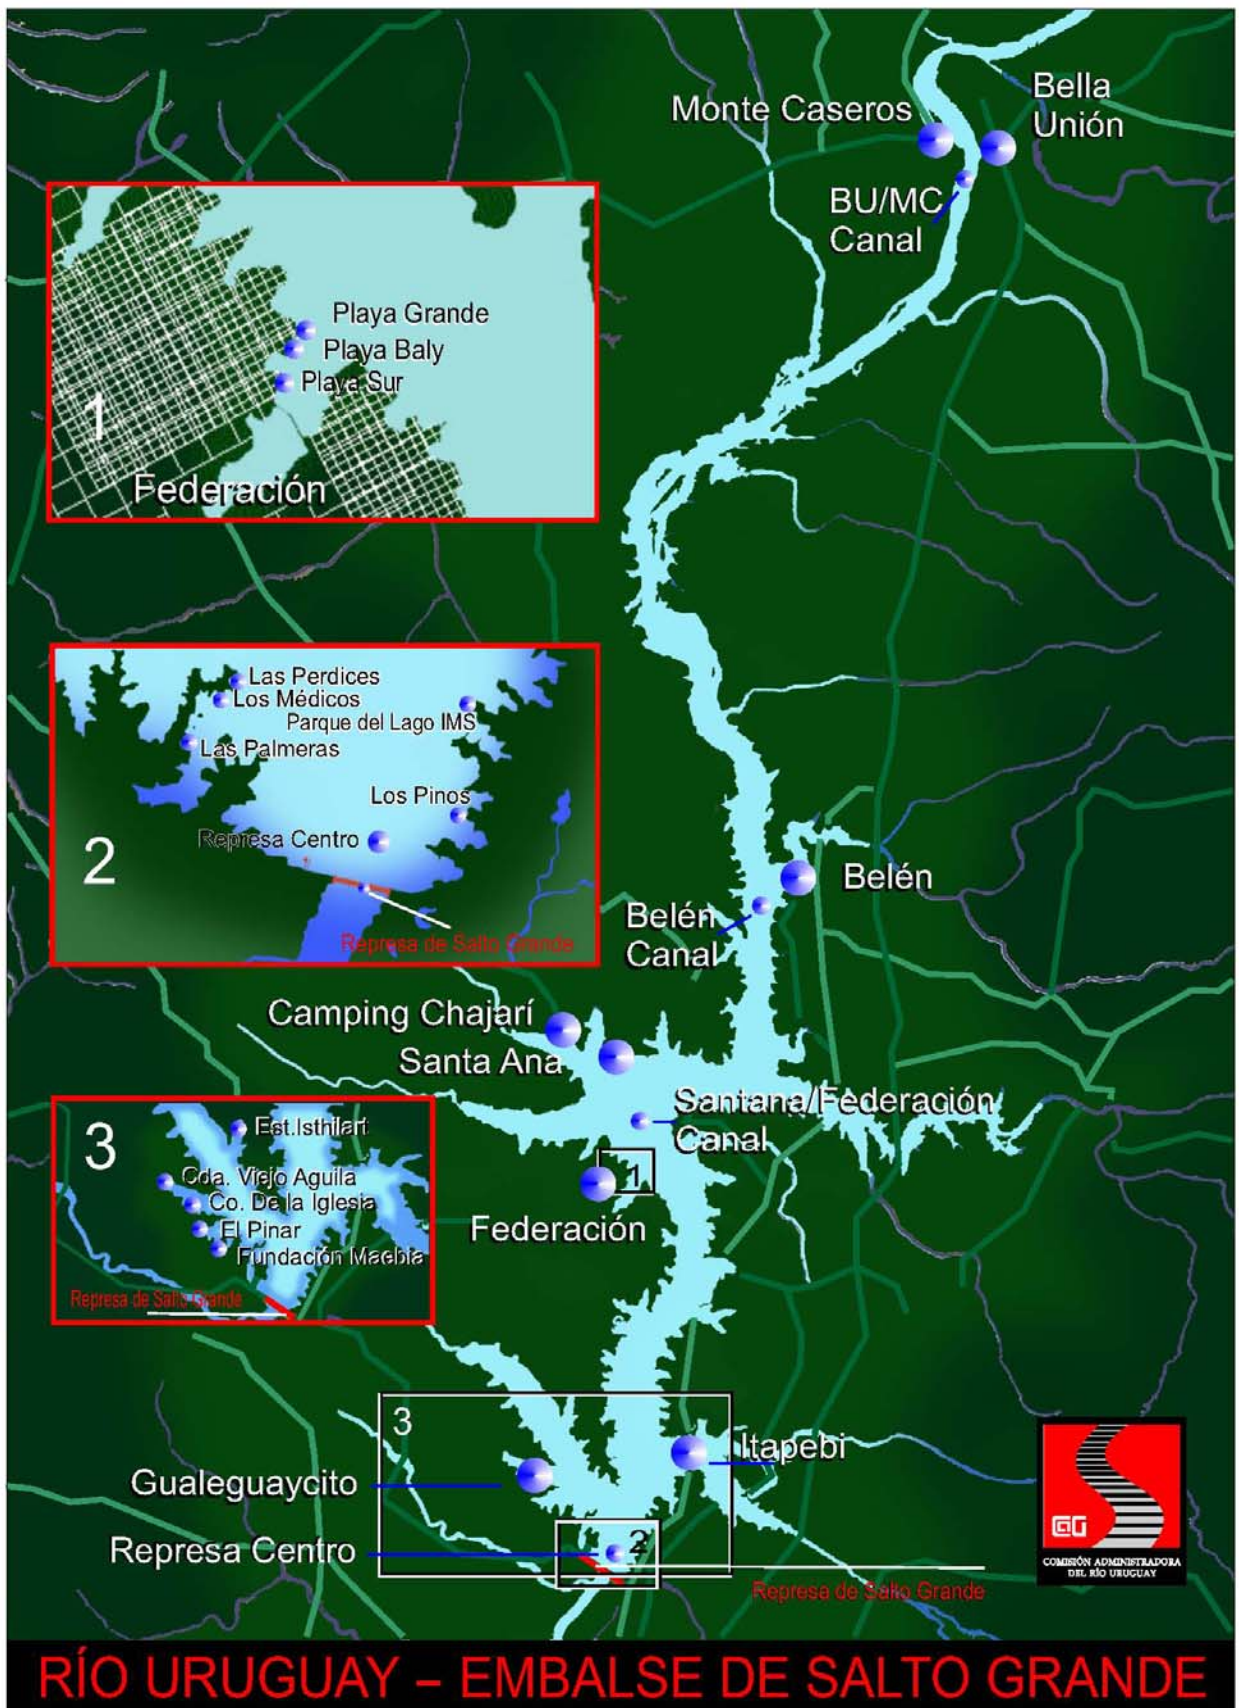 Monte Caseros
Bella
Unión
BU/MC
Canal
Playa Grande
Playa Baly
Playa Sur
1
Federación
Las Perdices
Los Médicos
Parque del Lago IMS
Las Palmeras
Los Pinos
Represa Centro
2
Represa de Salto Grande
Belén
Belén
Canal
Camping Chajarí
Santa Ana
Santana/Federación
Canal
1
Federación
3
Est.Isthilart
Cda. Viejo Aguila
Co. De la Iglesia
El Pinar
Fundación Maebia
Represa de Salto Grande
3
Itapebi
Gualeguaycito
Represa Centro
2
Represa de Salto Grande
COMISIÓN ADMINISTRADORA
DEL RÍO URUGUAY
RÍO URUGUAY – EMBALSE DE SALTO GRANDE